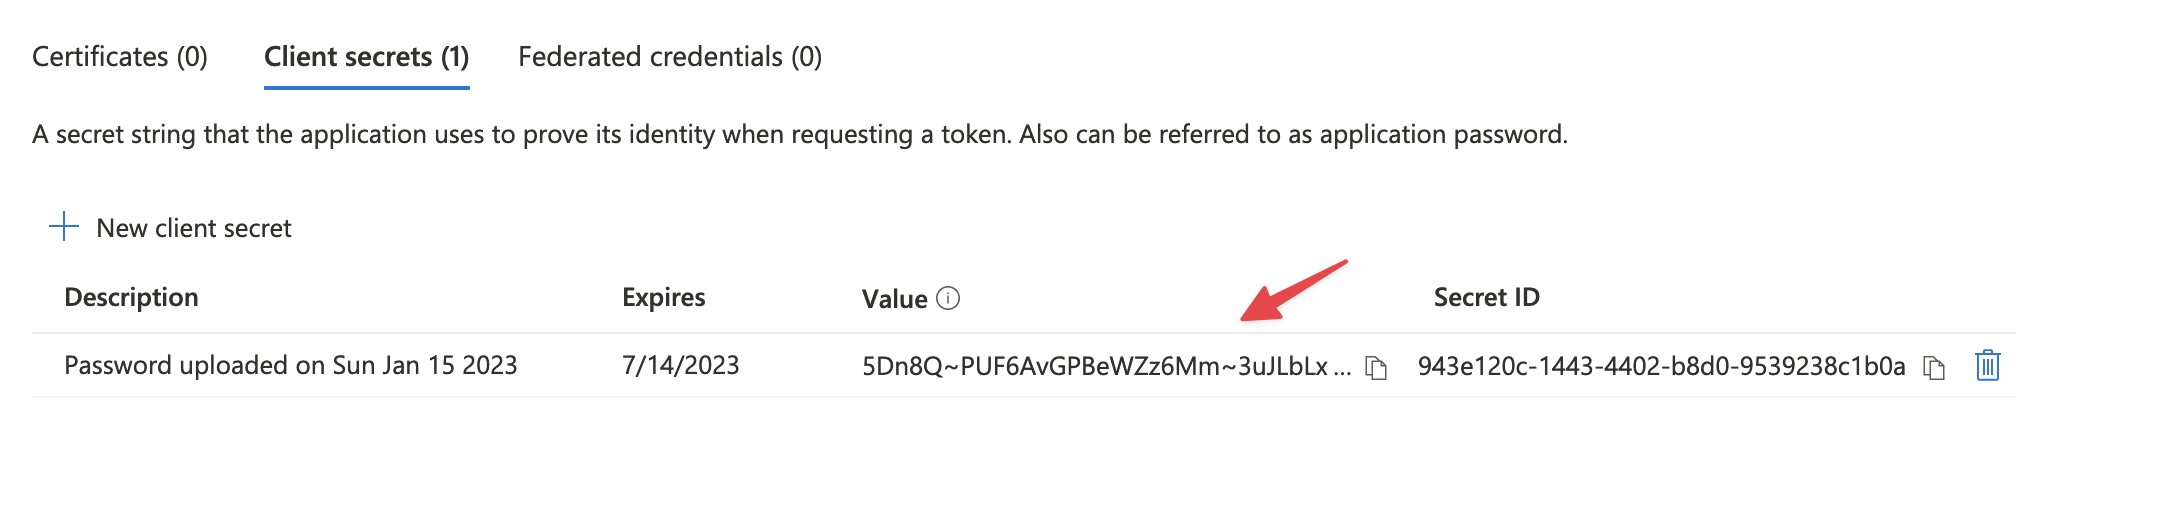 Certificates (0) Client secrets (1) Federated credentials (0)
A secret string that the application uses to prove its identity when requesting a token. Also can be referred to as application password.
New client secret
Description Expires Value Secret ID
Password uploaded on Sun Jan 15 2023 7/14/2023 5Dn8Q~PUF6AvGPBeWZz6Mm~3uJLbLx ... 943e120c-1443-4402-b8d0-9539238c1b0a